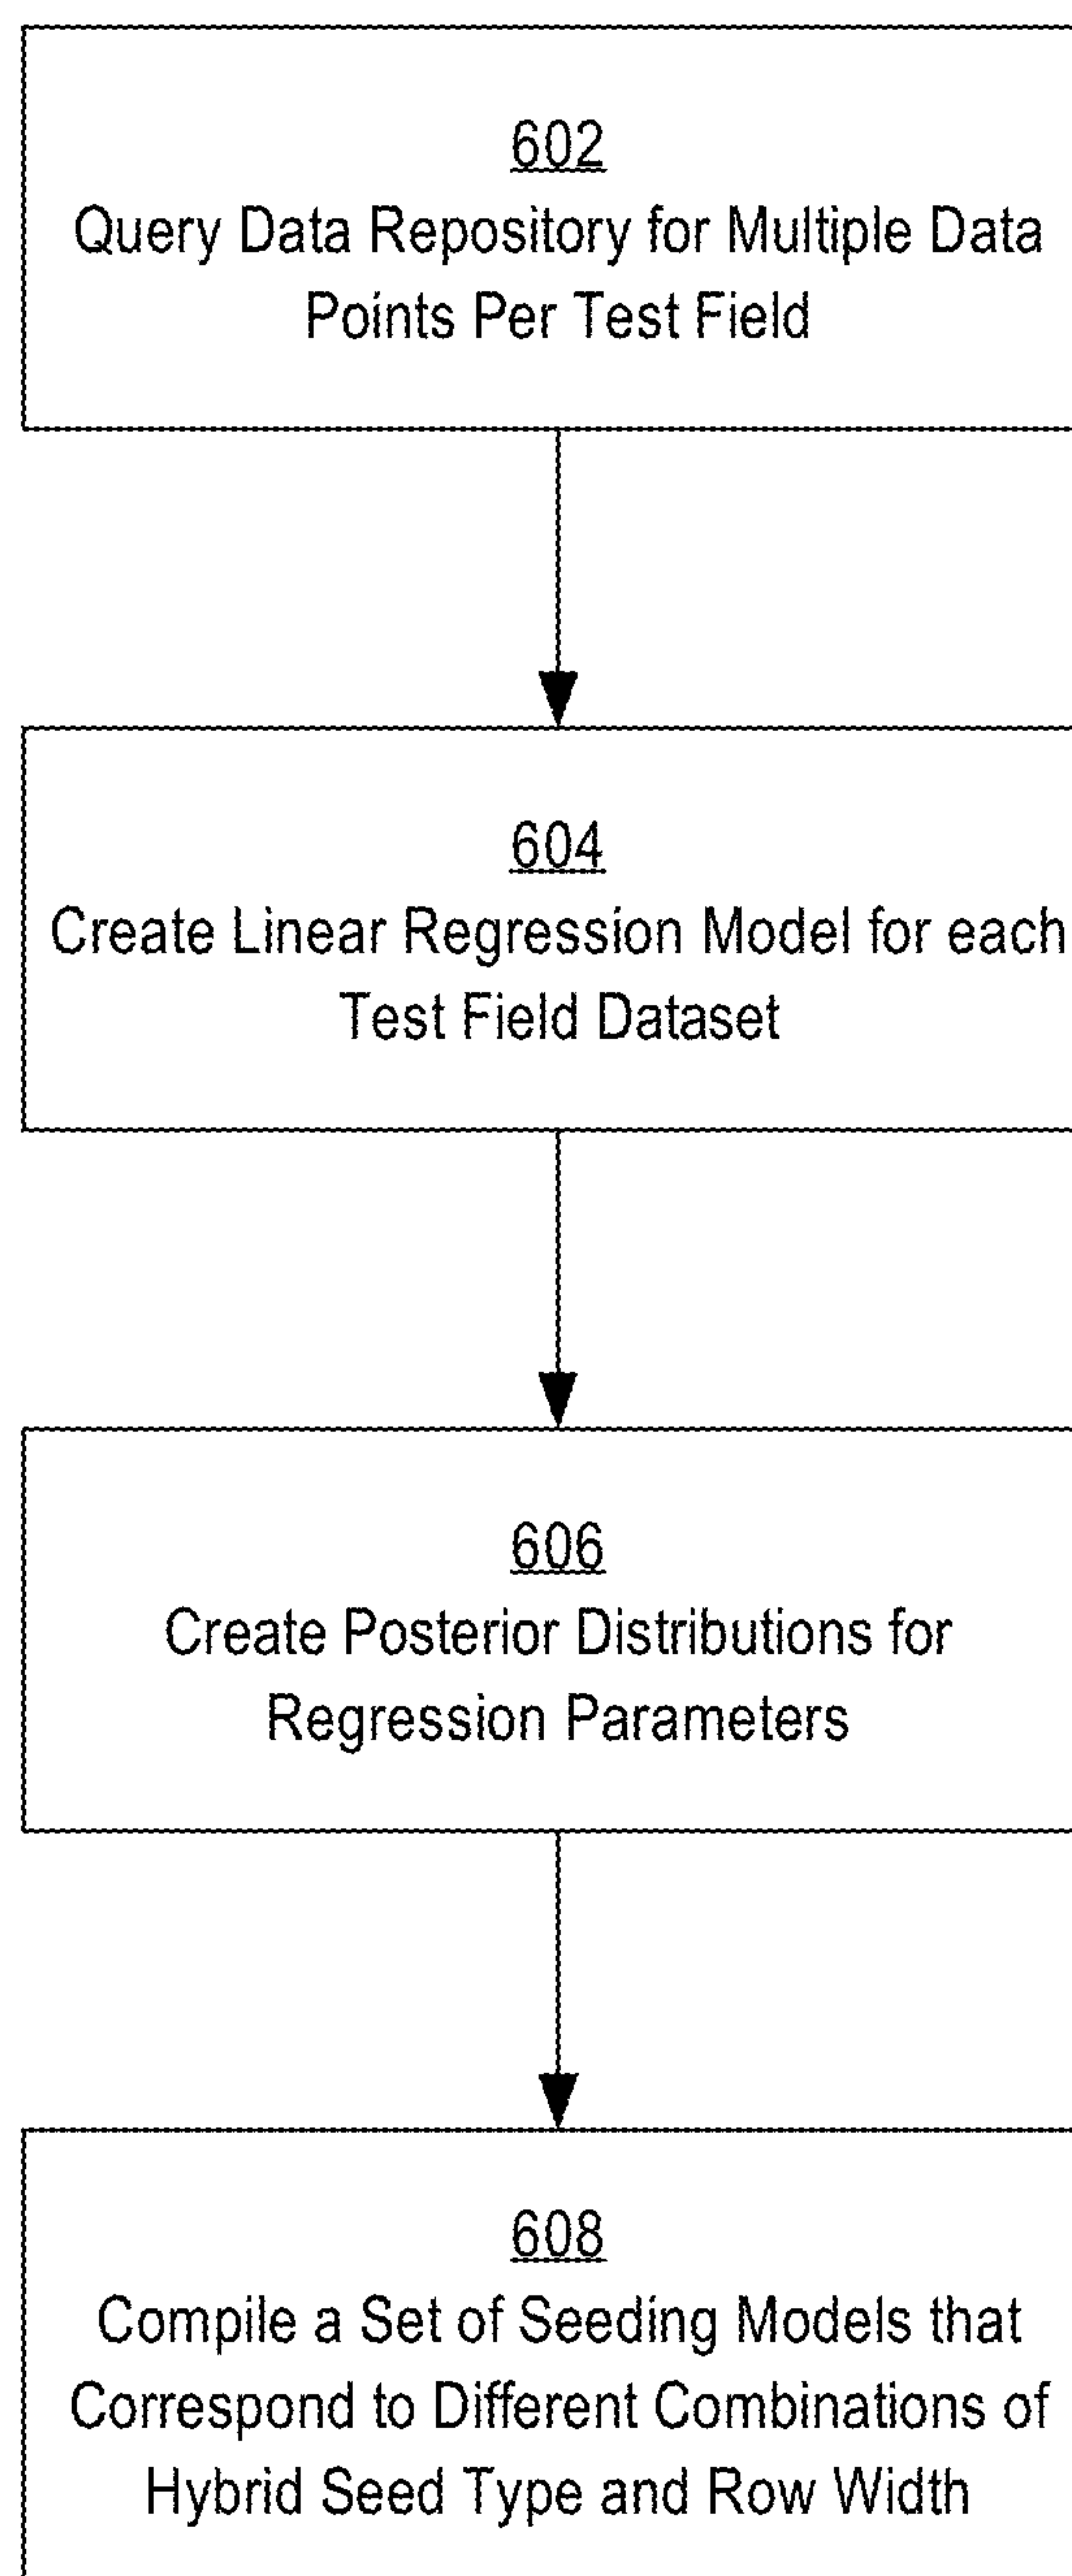 602
Query Data Repository for Multiple Data
Points Per Test Field
604
Create Linear Regression Model for each
Test Field Dataset
606
Create Posterior Distributions for
Regression Parameters
608
Compile a Set of Seeding Models that
Correspond to Different Combinations of
Hybrid Seed Type and Row Width